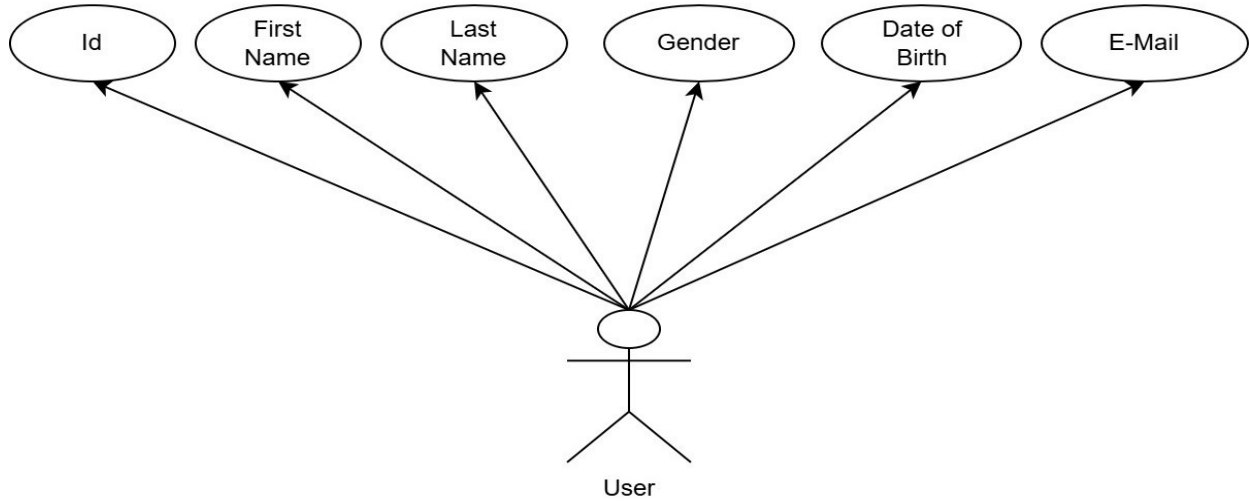 Id
First
Name
Last
Name
Gender
Date of
Birth
E-Mail
User